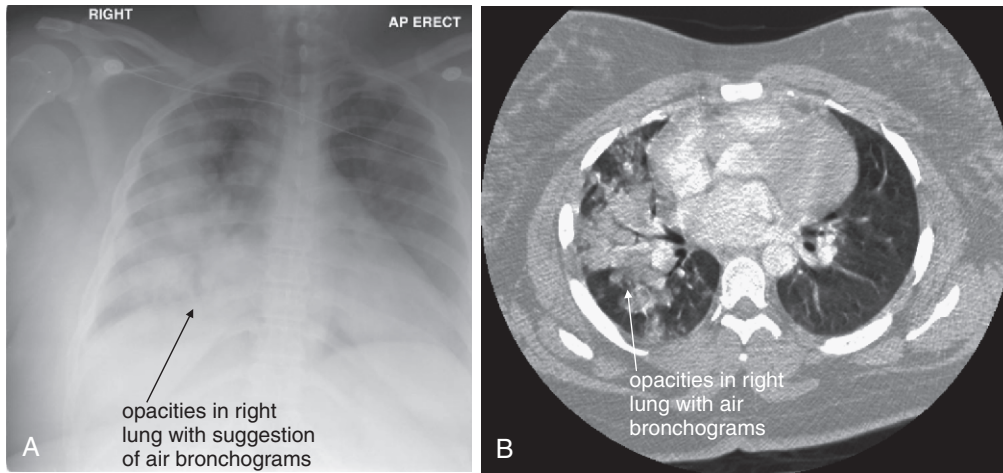 RIGHT
AP ERECT
opacities in right
lung with suggestion
of air bronchograms
A
opacities in right
lung with air
bronchograms
B